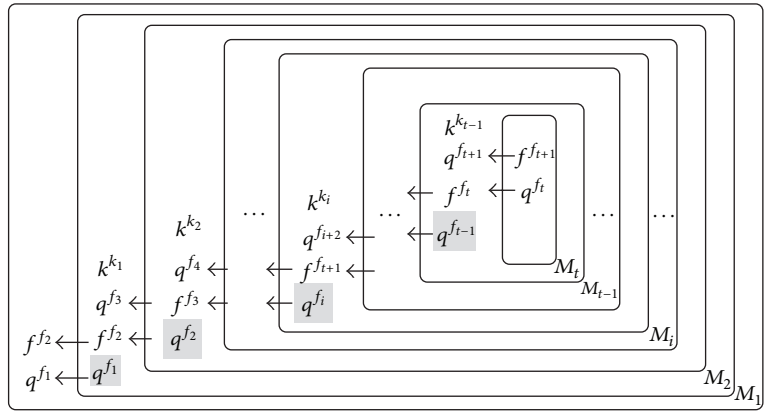 k^{k_{t−1}}
q^{f_{t+1}} ← f^{f_{t+1}}
← f^{f_t} ← q^{f_t}
k^{k_i}
... ... ... ...
k^{k_2}
q^{f_{i+2}} ← ← q^{f_{t−1}}
k^{k_1} q^{f_4} ← ← f^{f_{t+1}} ← M_t
q^{f_3} ← f^{f_3} ← ← q^{f_i} M_{t−1}
f^{f_2} ← f^{f_2} ← q^{f_2} M_i
q^{f_1} ← q^{f_1} M_2 M_1